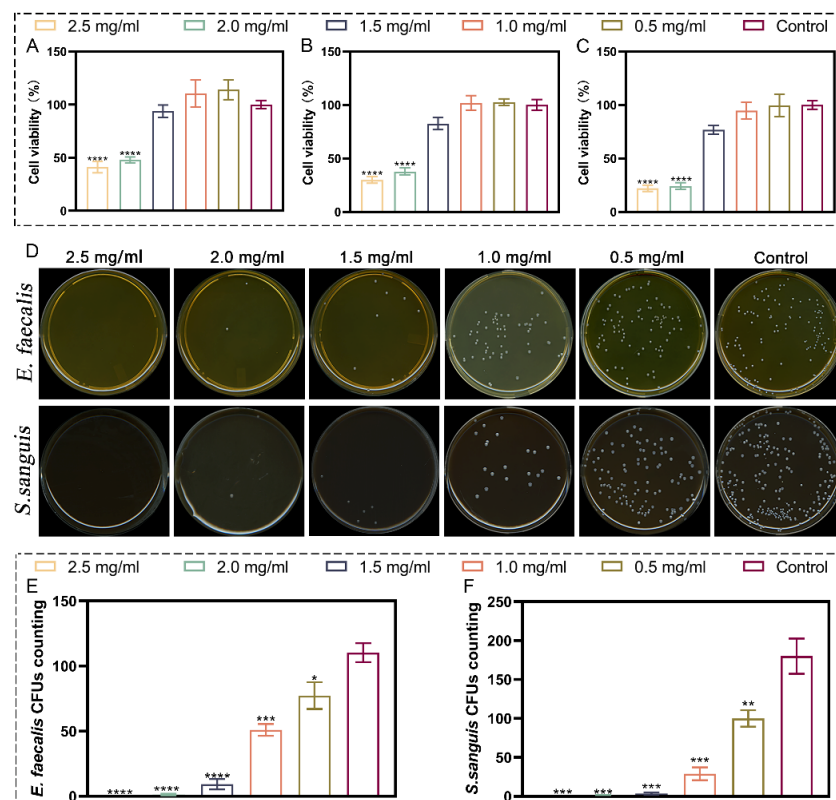 2.5 mg/ml 2.0 mg/ml 1.5 mg/ml 1.0 mg/ml 0.5 mg/ml Control
A B C
Cell viability (%) Cell viability (%) Cell viability (%)
150 150 150
100 100 100
50 50 50
0 0 0
**** **** **** **** **** ****
D
2.5 mg/ml 2.0 mg/ml 1.5 mg/ml 1.0 mg/ml 0.5 mg/ml Control
E. faecalis
S.sanguis
2.5 mg/ml 2.0 mg/ml 1.5 mg/ml 1.0 mg/ml 0.5 mg/ml Control
E
E. faecalis CFUs counting
150
100
50
0
**** **** **** *** *
F
S.sanguis CFUs counting
250
200
150
100
50
0
*** *** *** *** **